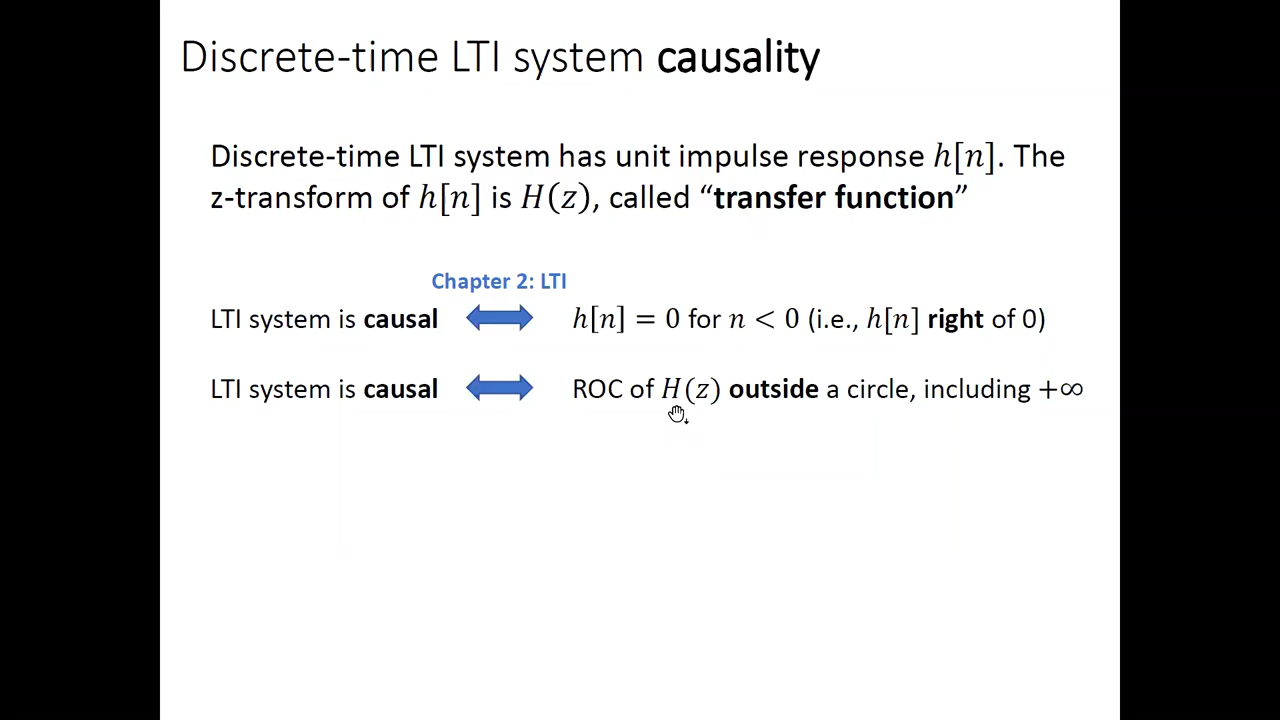 Discrete-time LTI system causality
Discrete-time LTI system has unit impulse response h[n]. The
z-transform of h[n] is H(z), called “transfer function”
Chapter 2: LTI
LTI system is causal h[n] = 0 for n < 0 (i.e., h[n] right of 0)
LTI system is causal ROC of H(z) outside a circle, including +∞